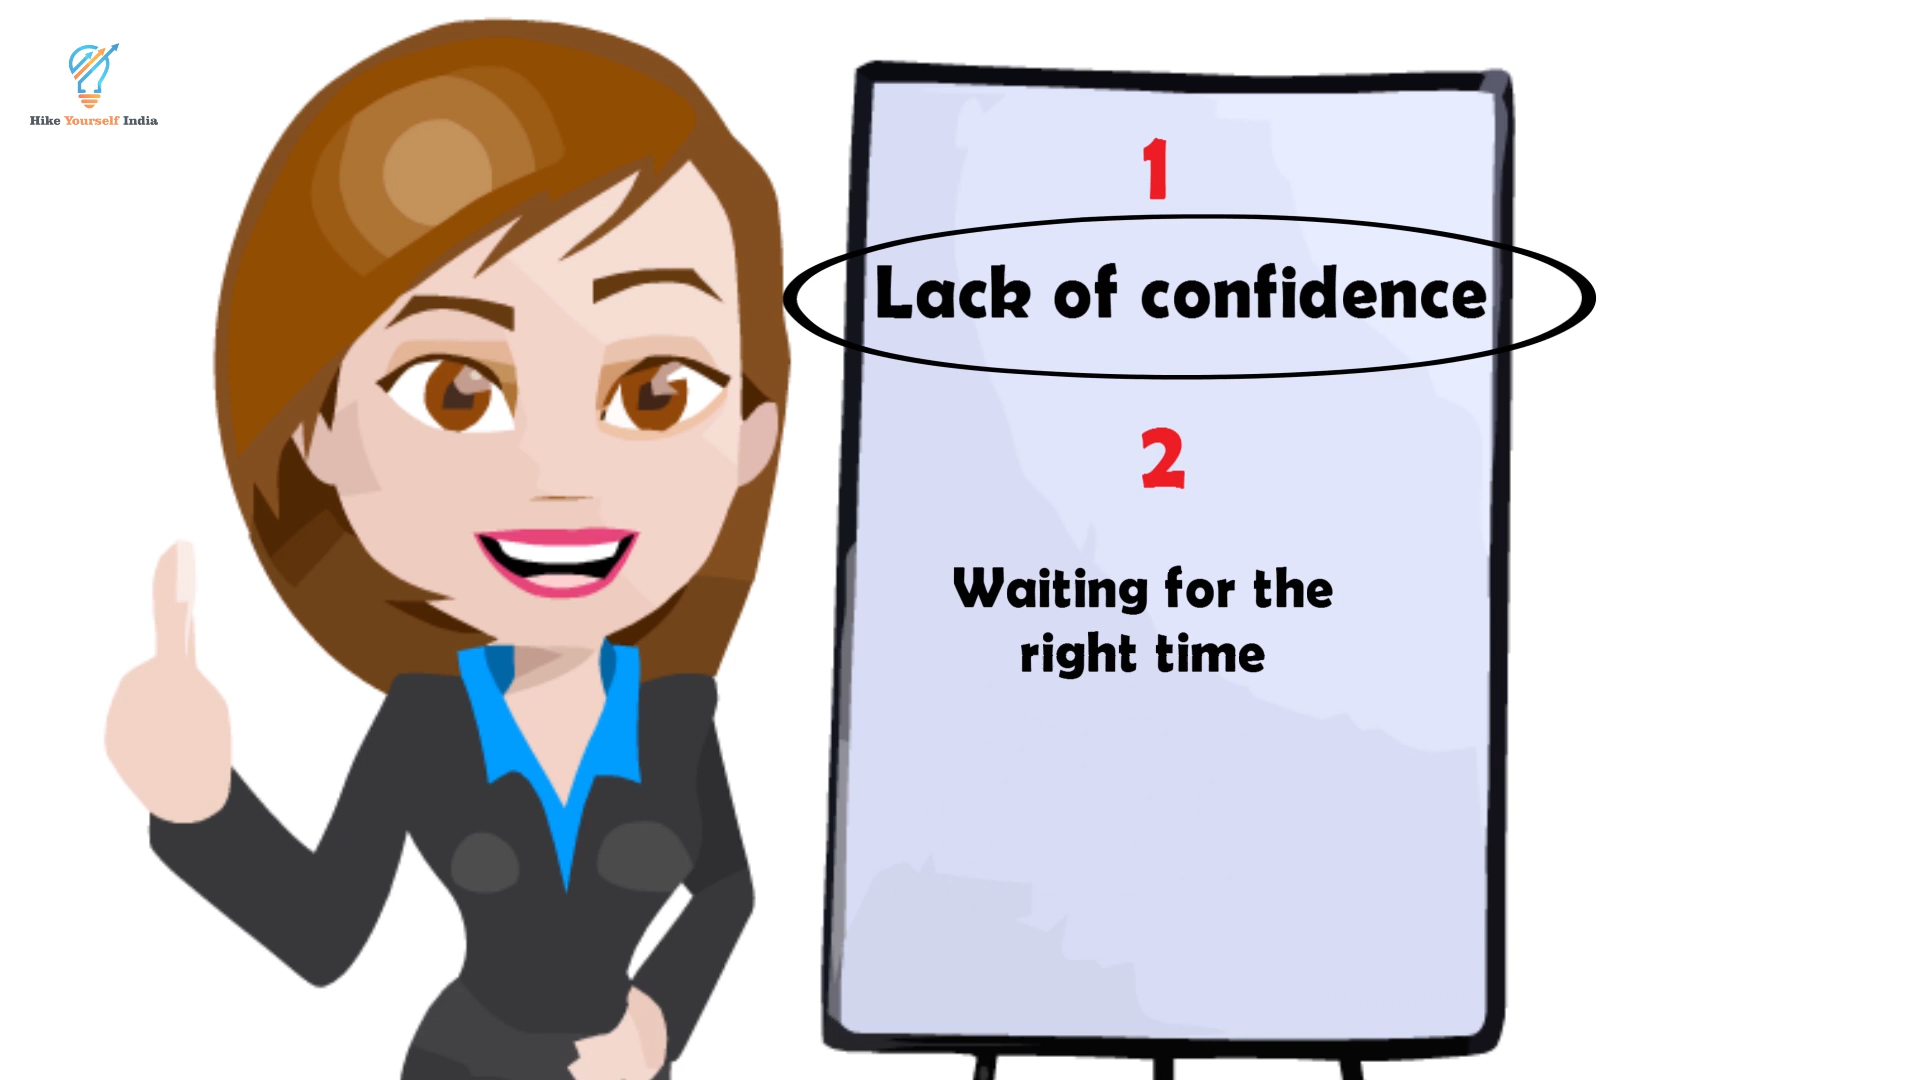 Hike Yourself India
1
Lack of confidence
2
Waiting for the
right time